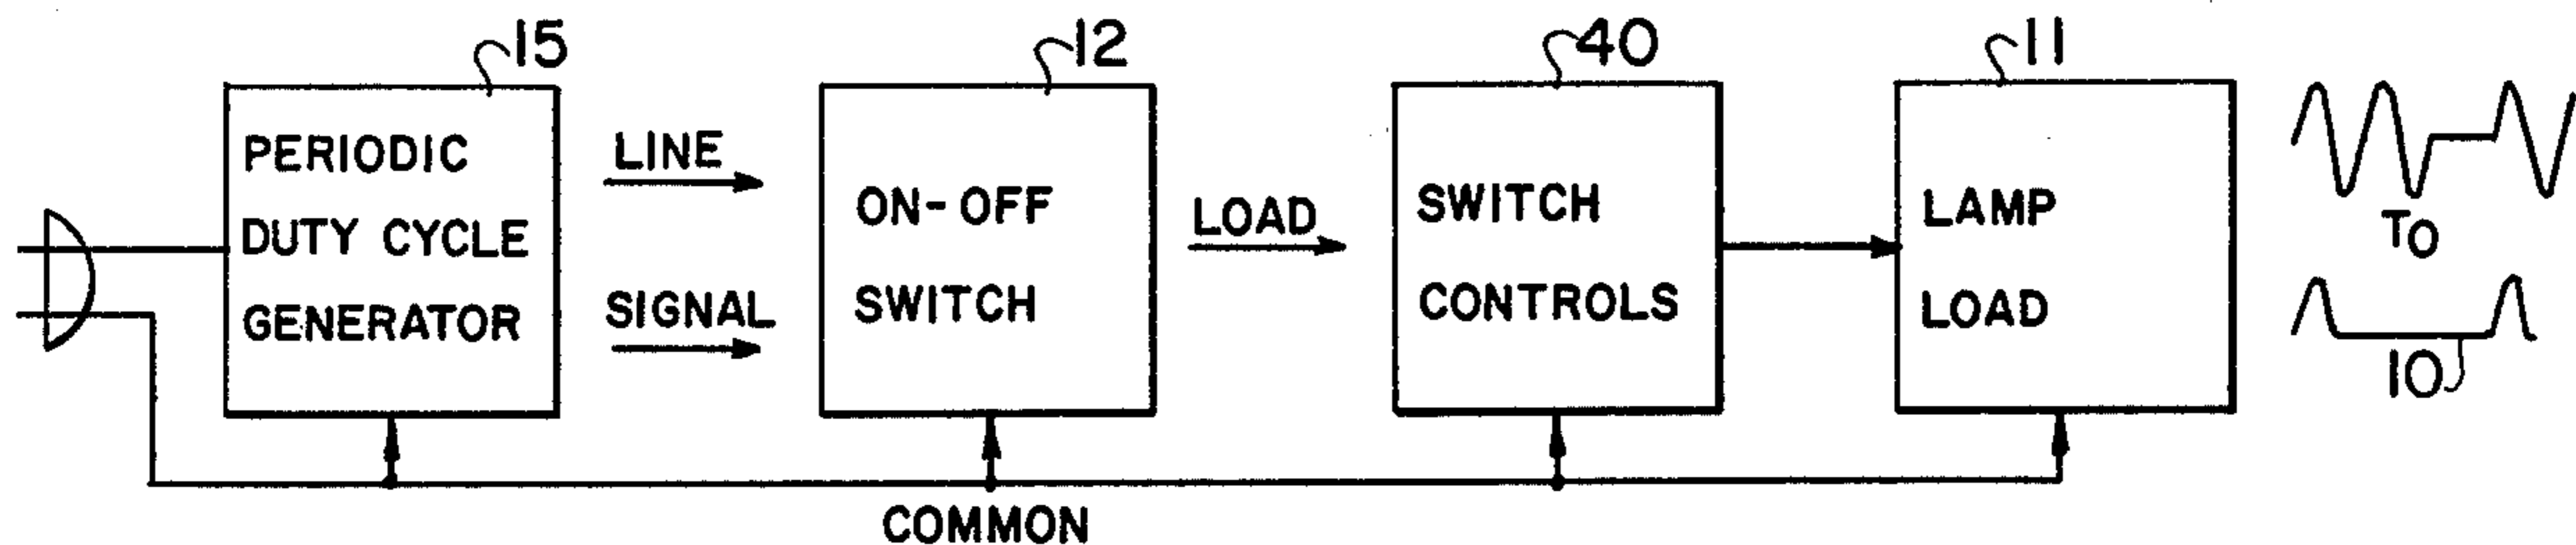 15
12
40
11
PERIODIC
DUTY CYCLE
GENERATOR
LINE
SIGNAL
ON-OFF
SWITCH
LOAD
SWITCH
CONTROLS
LAMP
LOAD
TO
10
COMMON